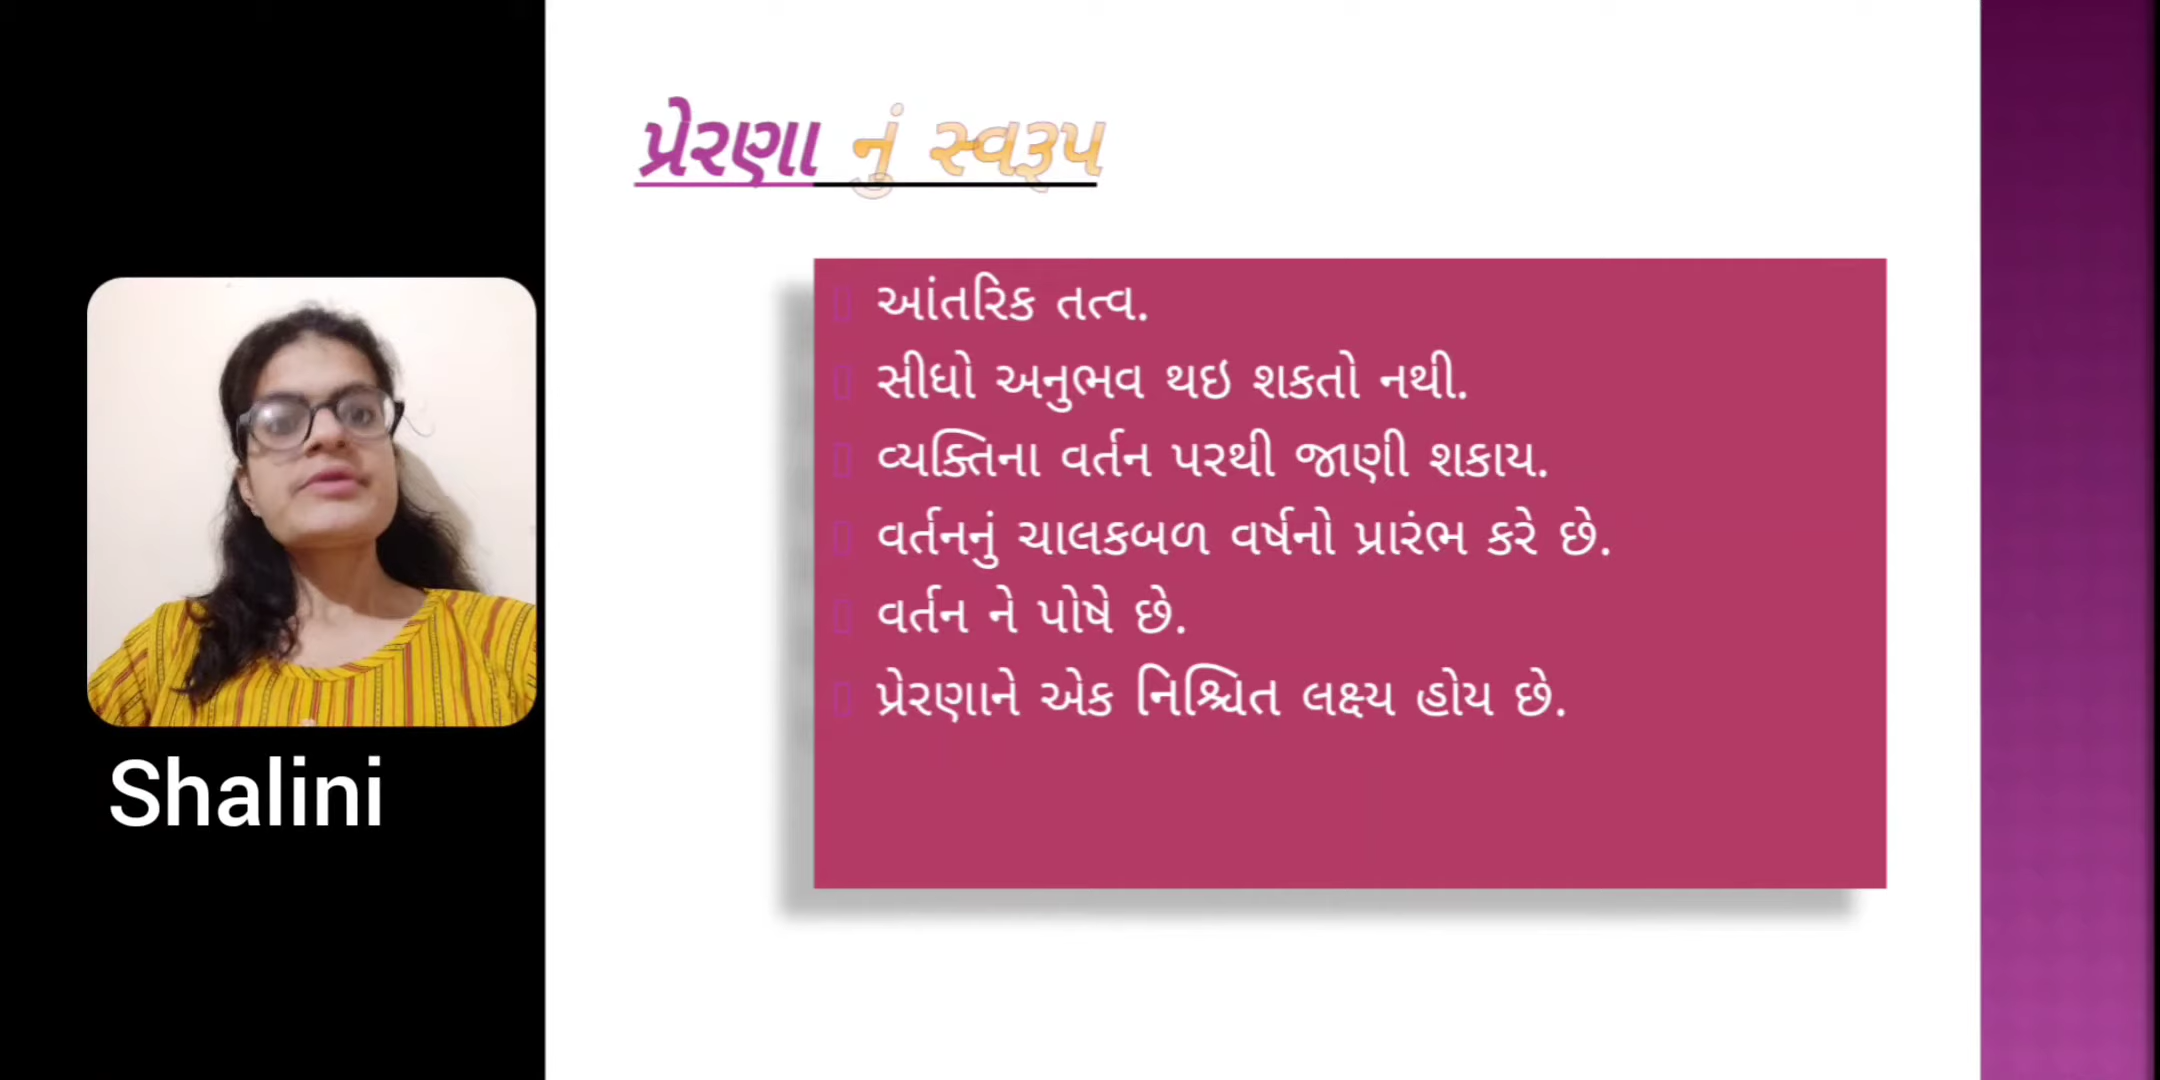 પ્રેરણા નું સ્વરૂપ
આંતરિક તત્વ.
સીધો અનુભવ થઇ શકતો નથી.
વ્યક્તિના વર્તન પરથી જાણી શકાય.
વર્તનનું ચાલકબળ વર્ષનો પ્રારંભ કરે છે.
વર્તન ને પોષે છે.
પ્રેરણાને એક નિશ્ચિત લક્ષ્ય હોય છે.
Shalini